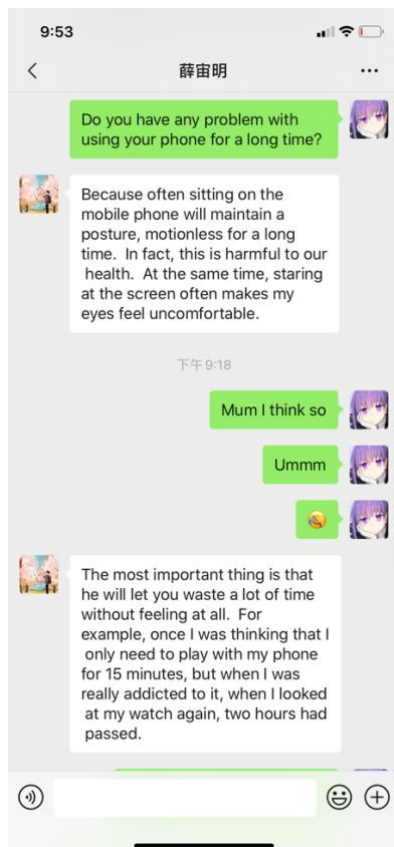 9:53
薛宙明
Do you have any problem with
using your phone for a long time?
Because often sitting on the
mobile phone will maintain a
posture, motionless for a long
time. In fact, this is harmful to our
health. At the same time, staring
at the screen often makes my
eyes feel uncomfortable.
下午9:18
Mum I think so
Ummm
The most important thing is that
he will let you waste a lot of time
without feeling at all. For
example, once I was thinking that I
only need to play with my phone
for 15 minutes, but when I was
really addicted to it, when I looked
at my watch again, two hours had
passed.